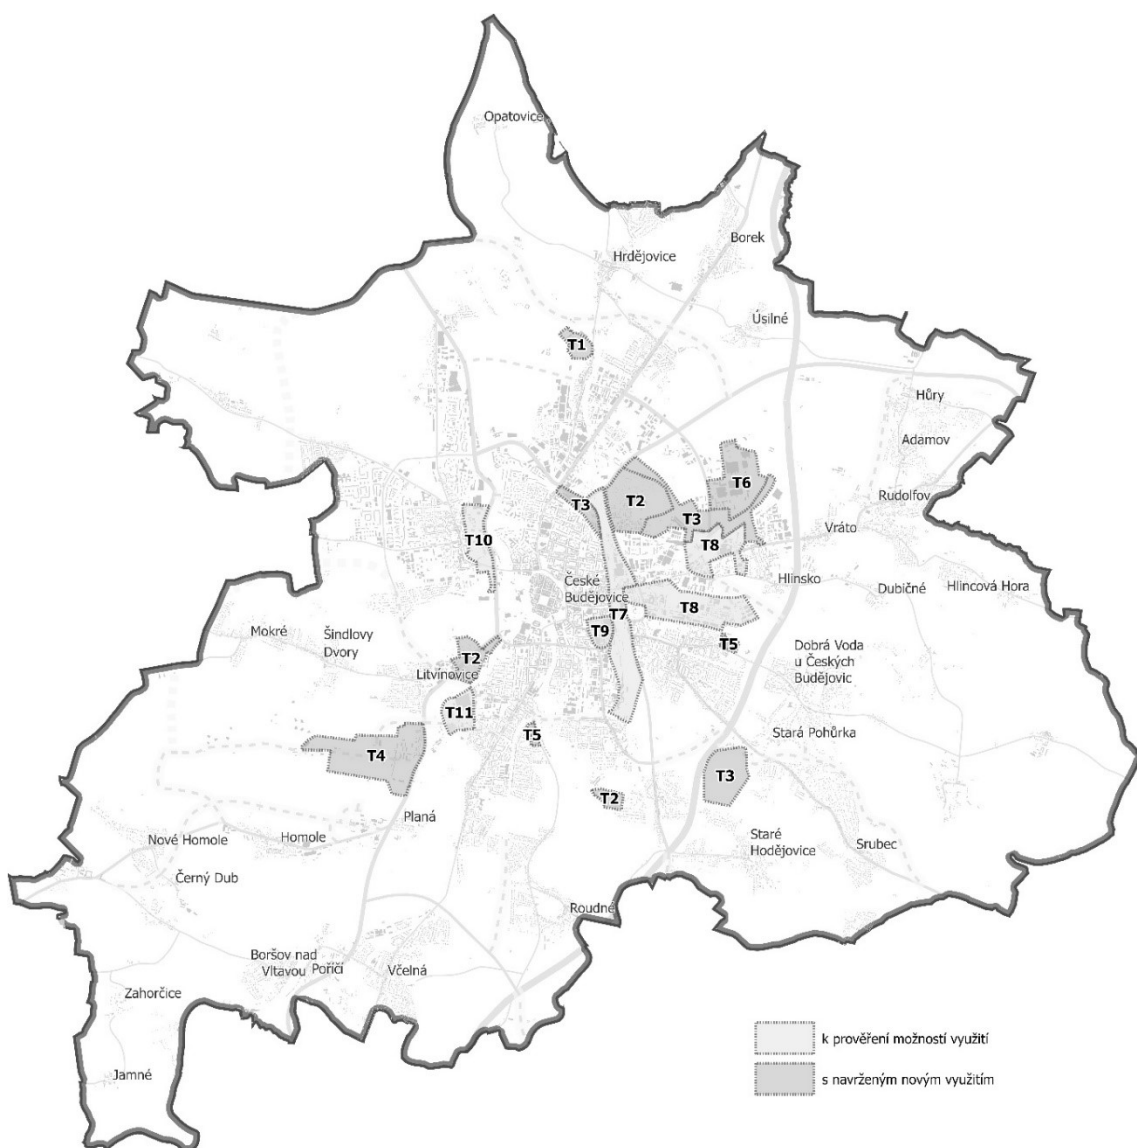 Opatovice
Borek
Hrdějovice
Úsilné
T1
Hůry
Adamov
T6
Rudolfov
T3
T2
T3
Vráto
T10
T8
Hlinsko
České
Budějovice
Dubičné
Hlincová Hora
T8
T7
Mokré
Šindlovy
Dvory
T9
T5
Dobrá Voda
u Českých
Budějovic
T2
Litvínovice
T11
T5
Stará Pohůrka
T4
T3
T2
Planá
Nové Homole
Homole
Staré
Hodějovice
Srubec
Černý Dub
Roudné
Boršov nad
Vltavou
Poříčí
Včelná
Zahorčice
k prověření možností využití
Jamné
s navrženým novým využitím